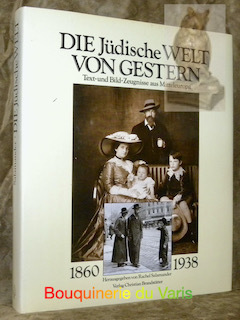 DIE Jüdische WELT
VON GESTERN
Text-und Bild-Zeugnisse aus Mitteleuropa
1860
1938
Herausgegeben von Rachel Salamander
Verlag Christian Brandstätter
Bouquinerie du Varis